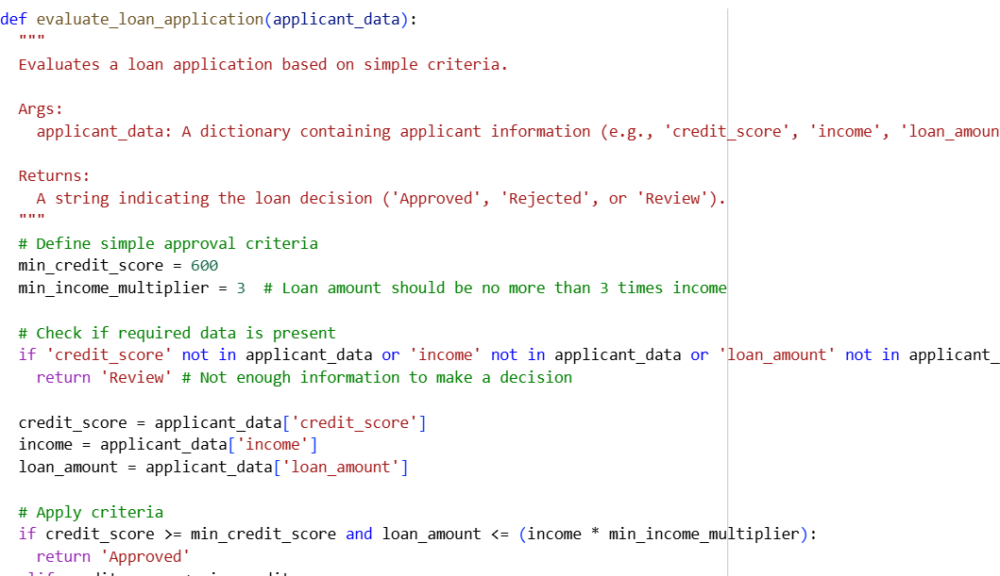 def evaluate_loan_application(applicant_data):
  """
  Evaluates a loan application based on simple criteria.

  Args:
    applicant_data: A dictionary containing applicant information (e.g., 'credit_score', 'income', 'loan_amoun

  Returns:
    A string indicating the loan decision ('Approved', 'Rejected', or 'Review').
  """
  # Define simple approval criteria
  min_credit_score = 600
  min_income_multiplier = 3  # Loan amount should be no more than 3 times income

  # Check if required data is present
  if 'credit_score' not in applicant_data or 'income' not in applicant_data or 'loan_amount' not in applicant_
    return 'Review' # Not enough information to make a decision

  credit_score = applicant_data['credit_score']
  income = applicant_data['income']
  loan_amount = applicant_data['loan_amount']

  # Apply criteria
  if credit_score >= min_credit_score and loan_amount <= (income * min_income_multiplier):
    return 'Approved'